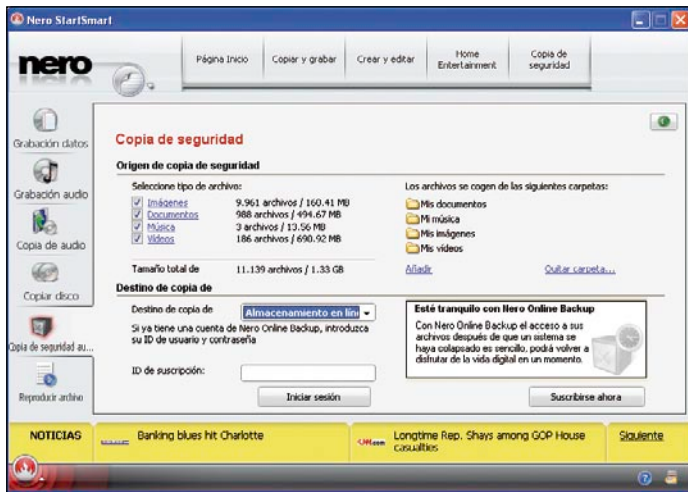 Nero StartSmart
nero
Página Inicio
Copiar y grabar
Crear y editar
Home Entertainment
Copia de seguridad
Grabación datos
Grabación audio
Copia de audio
Copiar disco
Copia de seguridad au...
Reproducir archivo
Copia de seguridad
Origen de copia de seguridad
Seleccione tipo de archivo:
Imágenes 9.961 archivos / 160.41 MB
Documentos 988 archivos / 494.67 MB
Música 3 archivos / 13.56 MB
Vídeos 186 archivos / 690.92 MB
Tamaño total de 11.139 archivos / 1.33 GB
Los archivos se cogen de las siguientes carpetas:
Mis documentos
Mi música
Mis imágenes
Mis vídeos
Añadir Quitar carpeta...
Destino de copia de
Destino de copia de Almacenamiento en líne
Si ya tiene una cuenta de Nero Online Backup, introduzca
su ID de usuario y contraseña
ID de suscripción:
Iniciar sesión
Esté tranquilo con Nero Online Backup
Con Nero Online Backup el acceso a sus
archivos después de que un sistema se
haya colapsado es sencillo, podrá volver a
disfrutar de la vida digital en un momento.
Suscribirse ahora
NOTICIAS
Banking blues hit Charlotte
Longtime Rep. Shays among GOP House
casualties
Siguiente